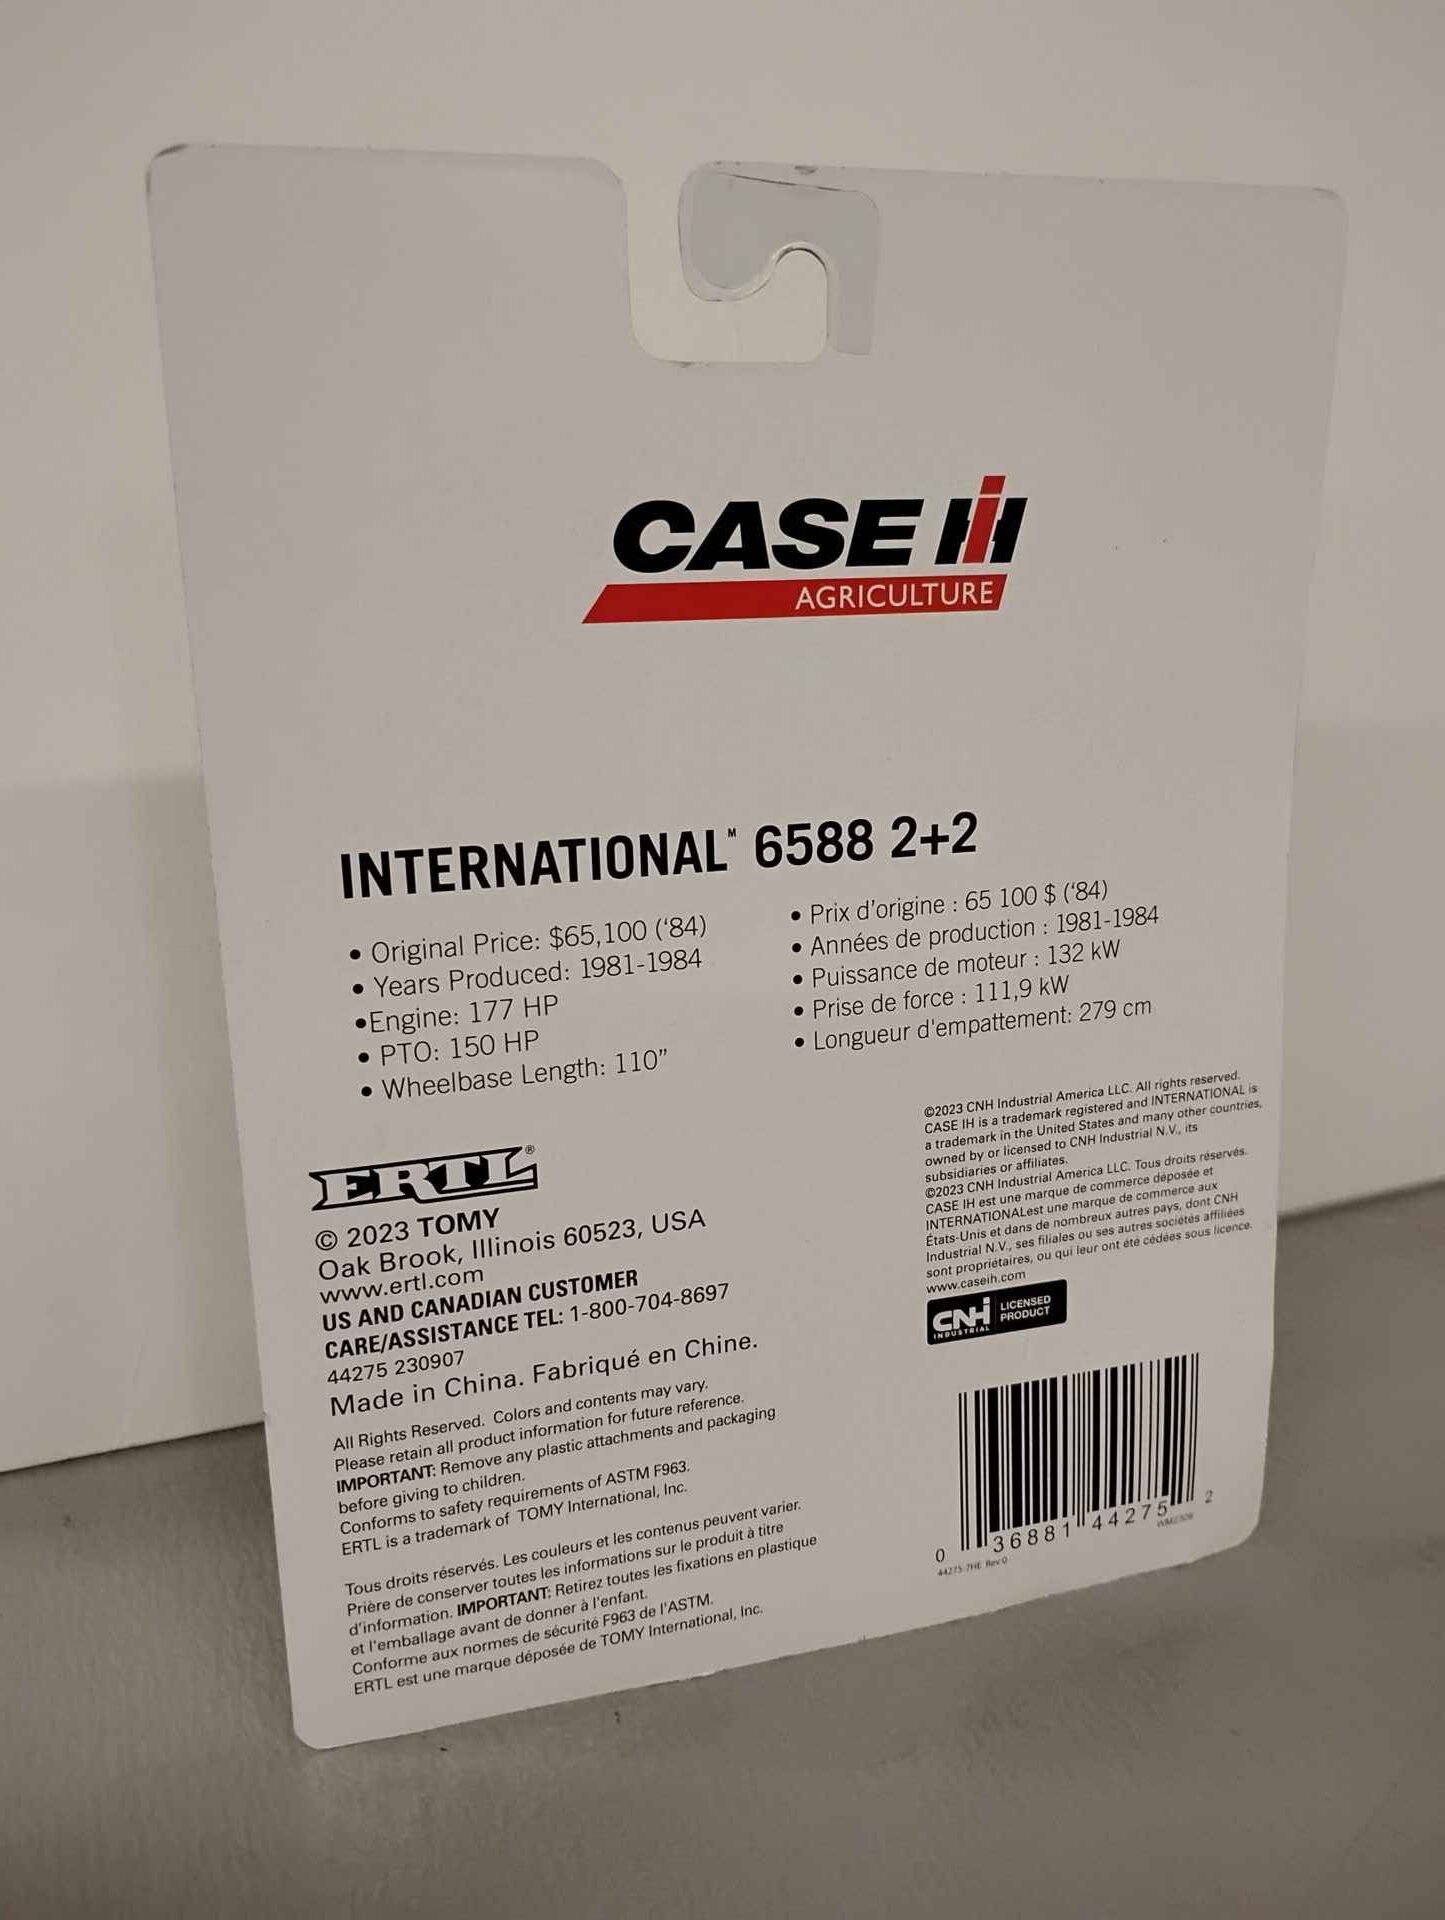 CASE IH
AGRICULTURE
INTERNATIONAL™ 6588 2+2
• Original Price: $65,100 (‘84)
• Years Produced: 1981-1984
•Engine: 177 HP
• PTO: 150 HP
• Wheelbase Length: 110”
• Prix d’origine : 65 100 $ (‘84)
• Années de production : 1981-1984
• Puissance de moteur : 132 kW
• Prise de force : 111,9 kW
• Longueur d'empattement: 279 cm
ERTL®
© 2023 TOMY
Oak Brook, Illinois 60523, USA
www.ertl.com
US AND CANADIAN CUSTOMER
CARE/ASSISTANCE TEL: 1-800-704-8697
44275 230907
Made in China. Fabriqué en Chine.
All Rights Reserved. Colors and contents may vary.
Please retain all product information for future reference.
IMPORTANT: Remove any plastic attachments and packaging
before giving to children.
Conforms to safety requirements of ASTM F963.
ERTL is a trademark of TOMY International, Inc.
Tous droits réservés. Les couleurs et les contenus peuvent varier.
Prière de conserver toutes les informations sur le produit à titre
d’information. IMPORTANT: Retirez toutes les fixations en plastique
et l’emballage avant de donner à l’enfant.
Conforme aux normes de sécurité F963 de l’ASTM.
ERTL est une marque déposée de TOMY International, Inc.
©2023 CNH Industrial America LLC. All rights reserved.
CASE IH is a trademark registered and INTERNATIONAL is
a trademark in the United States and many other countries,
owned by or licensed to CNH Industrial N.V., its
subsidiaries or affiliates.
©2023 CNH Industrial America LLC. Tous droits réservés.
CASE IH est une marque de commerce déposée et
INTERNATIONALest une marque de commerce aux
États-Unis et dans de nombreux autres pays, dont CNH
Industrial N.V., ses filiales ou ses autres sociétés affiliées
sont propriétaires, ou qui leur ont été cédées sous licence.
www.caseih.com
CNH INDUSTRIAL
LICENSED
PRODUCT
0 36881 44275 2
44275 7HE Rev 0